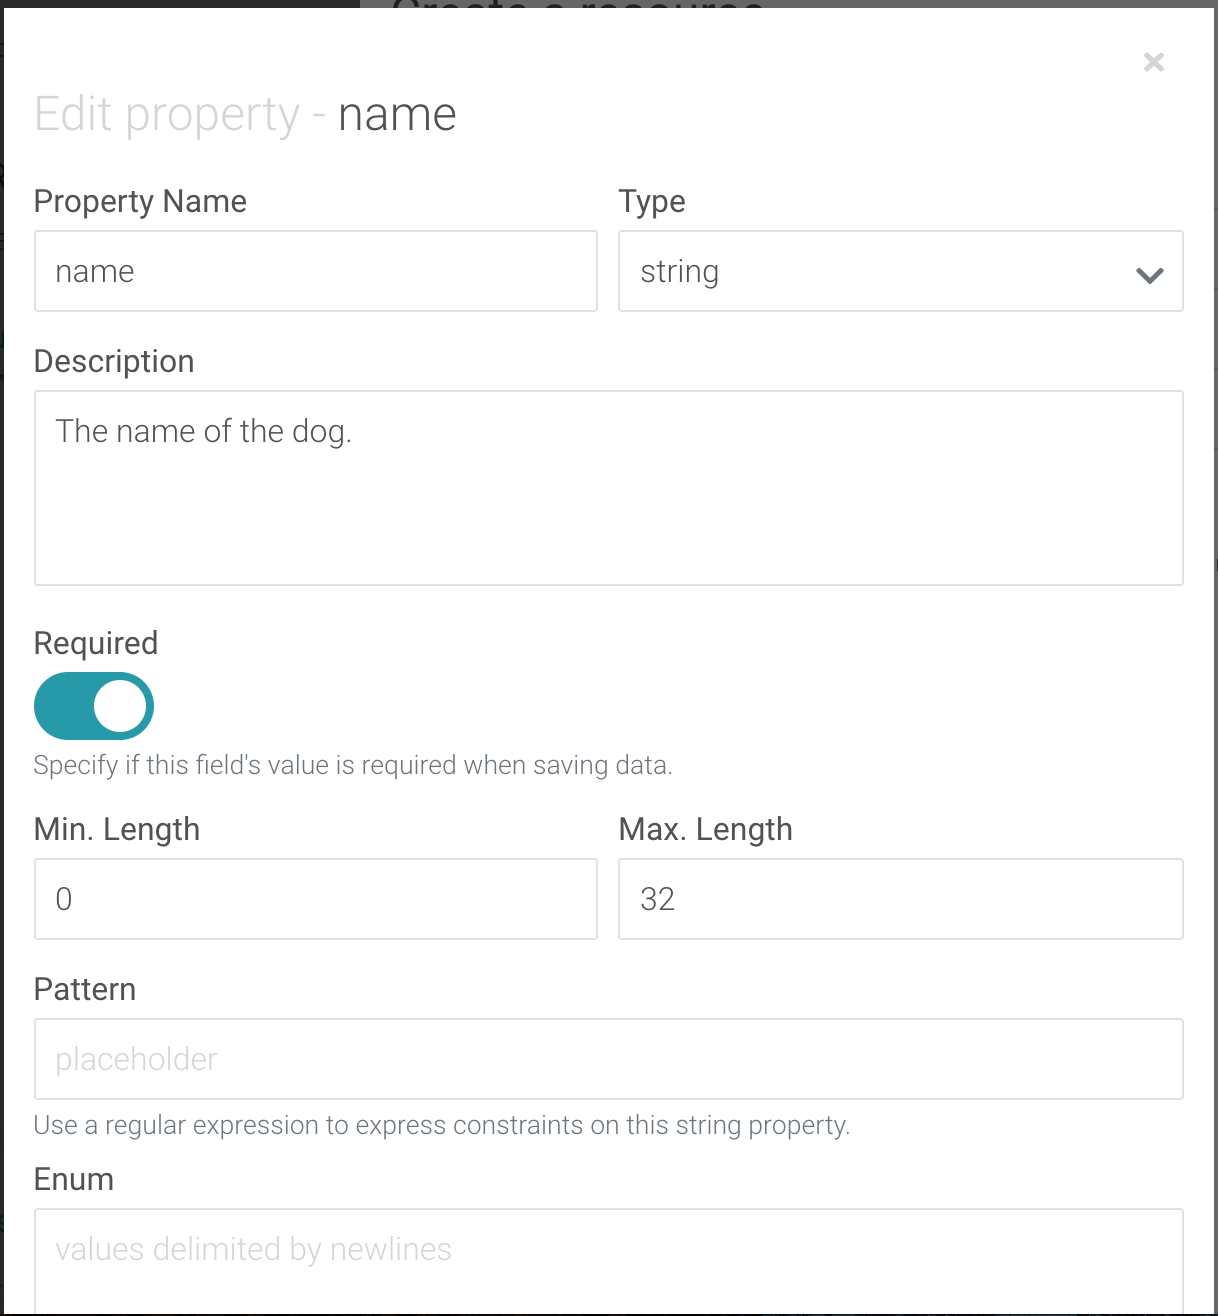 Create a resource
×
Edit property - name
Property Name
Type
name
string
Description
The name of the dog.
Required
Specify if this field's value is required when saving data.
Min. Length
Max. Length
0
32
Pattern
placeholder
Use a regular expression to express constraints on this string property.
Enum
values delimited by newlines